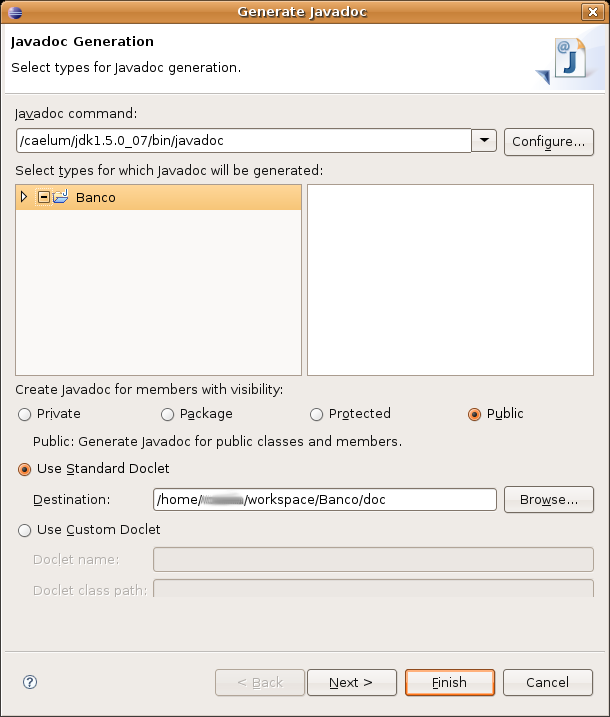 Generate Javadoc
Javadoc Generation
Select types for Javadoc generation.
Javadoc command:
/caelum/jdk1.5.0_07/bin/javadoc
Configure...
Select types for which Javadoc will be generated:
Banco
Create Javadoc for members with visibility:
Private Package Protected Public
Public: Generate Javadoc for public classes and members.
Use Standard Doclet
Destination: /home/ /workspace/Banco/doc Browse...
Use Custom Doclet
Doclet name:
Doclet class path:
< Back Next > Finish Cancel